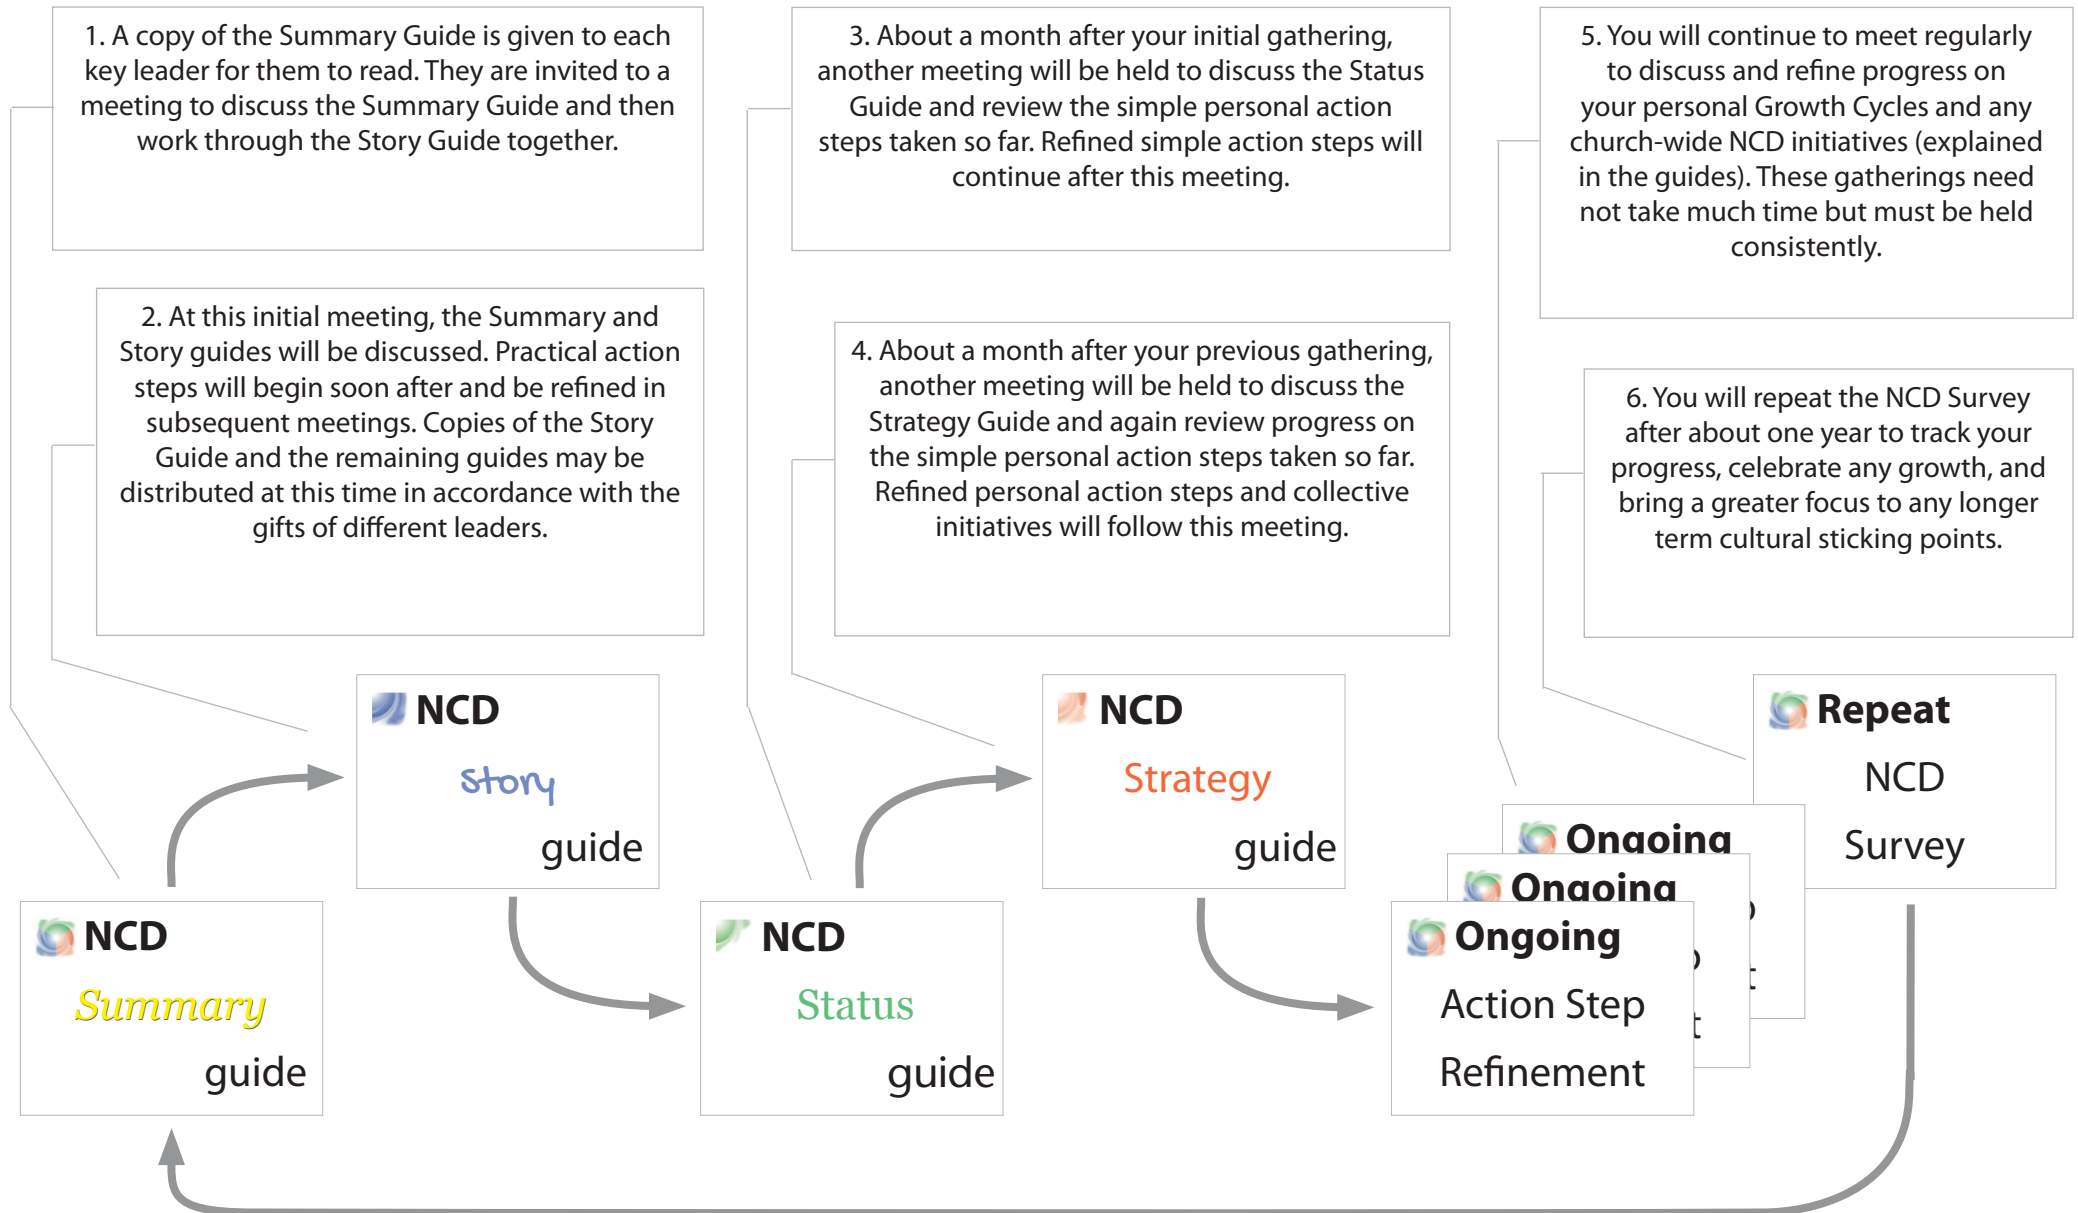 1. A copy of the Summary Guide is given to each
key leader for them to read. They are invited to a
meeting to discuss the Summary Guide and then
work through the Story Guide together.
2. At this initial meeting, the Summary and
Story guides will be discussed. Practical action
steps will begin soon after and be refined in
subsequent meetings. Copies of the Story
Guide and the remaining guides may be
distributed at this time in accordance with the
gifts of different leaders.
3. About a month after your initial gathering,
another meeting will be held to discuss the Status
Guide and review the simple personal action
steps taken so far. Refined simple action steps will
continue after this meeting.
4. About a month after your previous gathering,
another meeting will be held to discuss the
Strategy Guide and again review progress on
the simple personal action steps taken so far.
Refined personal action steps and collective
initiatives will follow this meeting.
5. You will continue to meet regularly
to discuss and refine progress on
your personal Growth Cycles and any
church-wide NCD initiatives (explained
in the guides). These gatherings need
not take much time but must be held
consistently.
6. You will repeat the NCD Survey
after about one year to track your
progress, celebrate any growth, and
bring a greater focus to any longer
term cultural sticking points.
NCD
Summary
guide
NCD
story
guide
NCD
Status
guide
NCD
Strategy
guide
Ongoing
Ongoing
Ongoing
Action Step
Refinement
Repeat
NCD
Survey